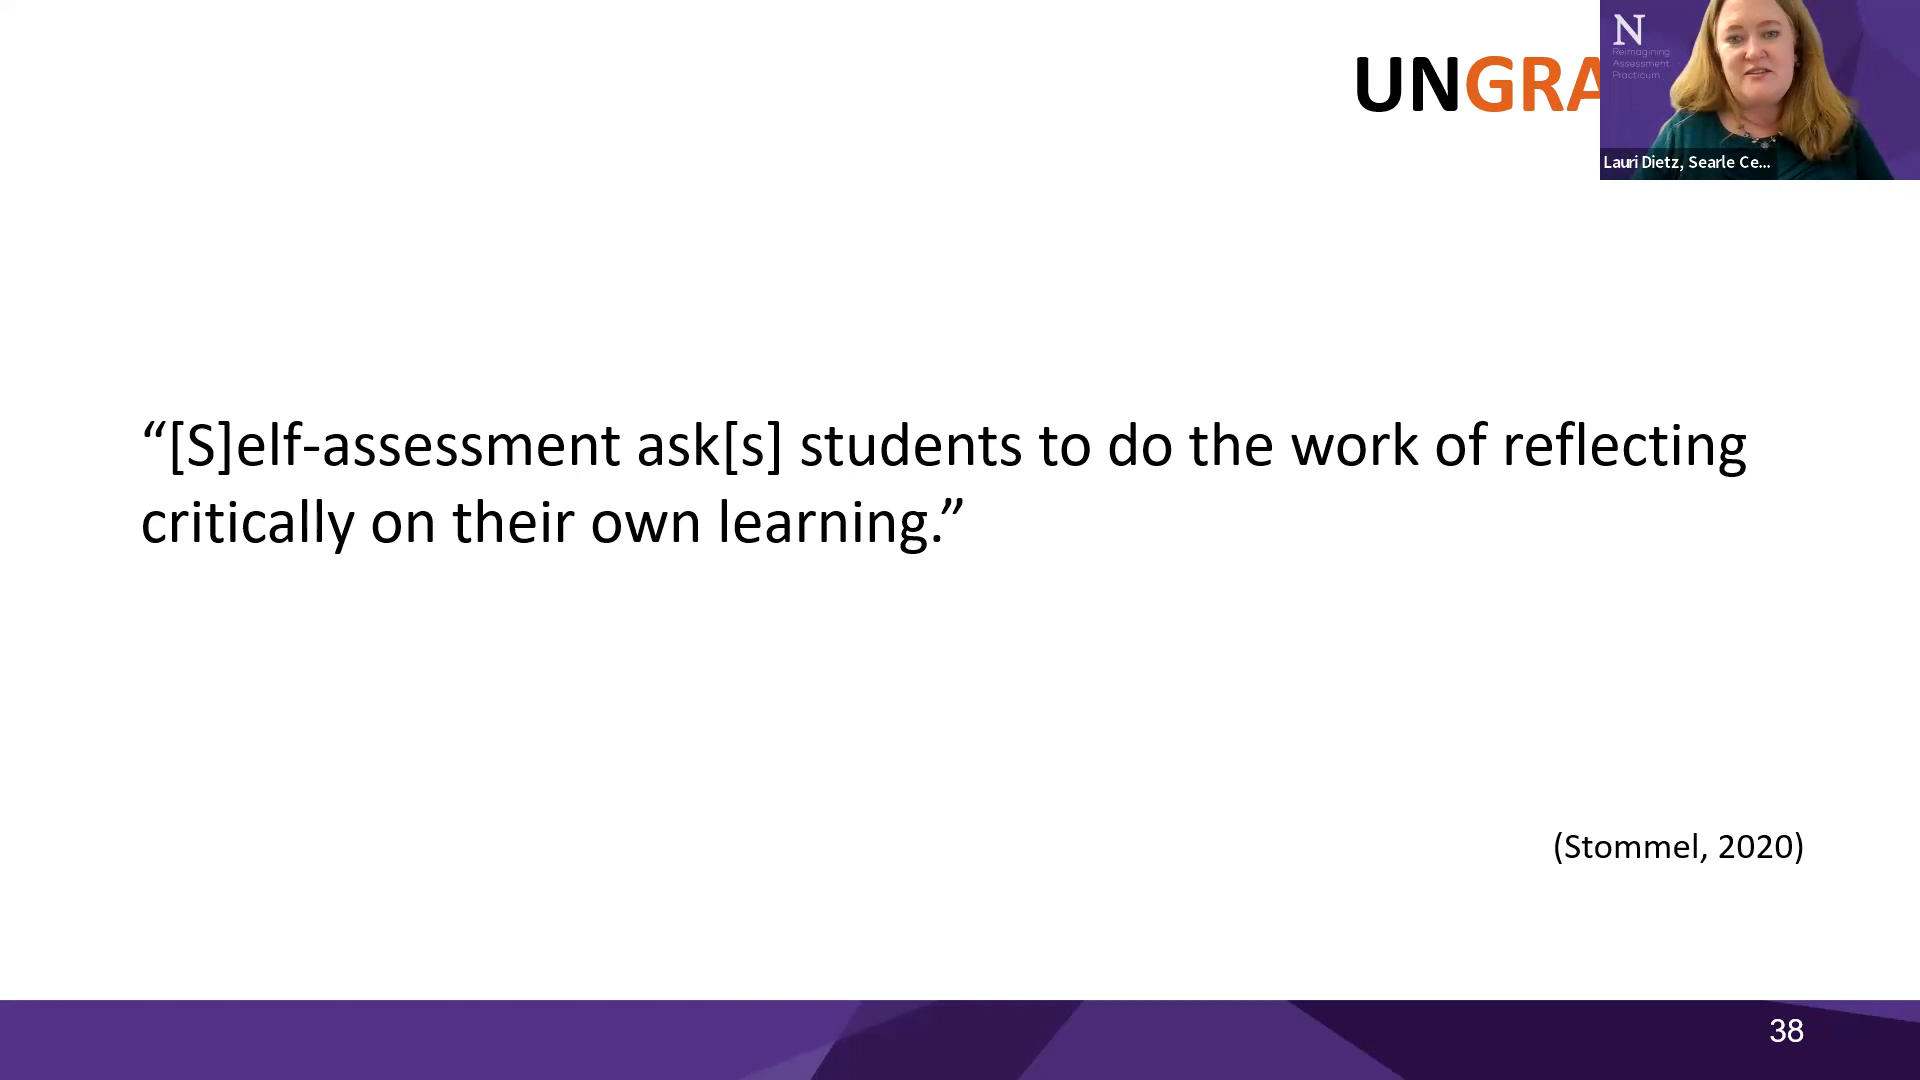 UNGRA
N
Reimagining
Assessment
Practicum
Lauri Dietz, Searle Ce...
“[S]elf-assessment ask[s] students to do the work of reflecting
critically on their own learning.”
(Stommel, 2020)
38